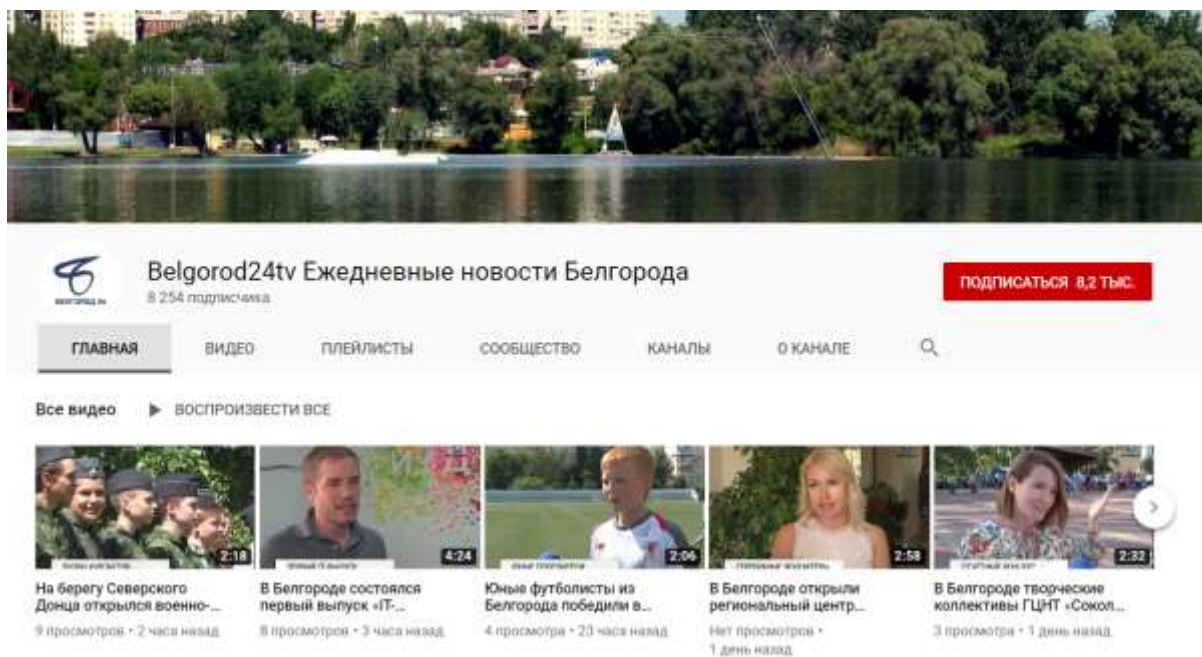 Belgorod24tv Ежедневные новости Белгорода
8 254 подписчика
ПОДПИСАТЬСЯ 8,2 ТЫС.
БЕЛГОРОД 24
ГЛАВНАЯ ВИДЕО ПЛЕЙЛИСТЫ СООБЩЕСТВО КАНАЛЫ О КАНАЛЕ
Все видео ВОСПРОИЗВЕСТИ ВСЕ
2:18 4:24 2:06 2:58 2:32
На берегу Северского
Донца открылся военно-...
9 просмотров • 2 часа назад
В Белгороде состоялся
первый выпуск «IT-...
8 просмотров • 3 часа назад
Юные футболисты из
Белгорода победили в...
4 просмотра • 23 часа назад
В Белгороде открыли
региональный центр...
Нет просмотров •
1 день назад
В Белгороде творческие
коллективы ГЦНТ «Сокол...
3 просмотра • 1 день назад